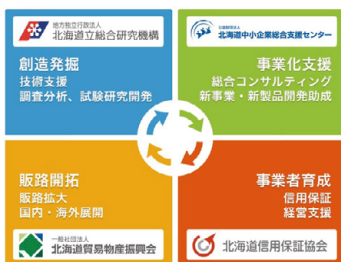 地方独立行政法人
北海道立総合研究機構
創造発掘
技術支援
調査分析、試験研究開発
公益財団法人
北海道中小企業総合支援センター
事業化支援
総合コンサルティング
新事業・新製品開発助成
販路開拓
販路拡大
国内・海外展開
一般社団法人
北海道貿易物産振興会
事業者育成
信用保証
経営支援
北海道信用保証協会